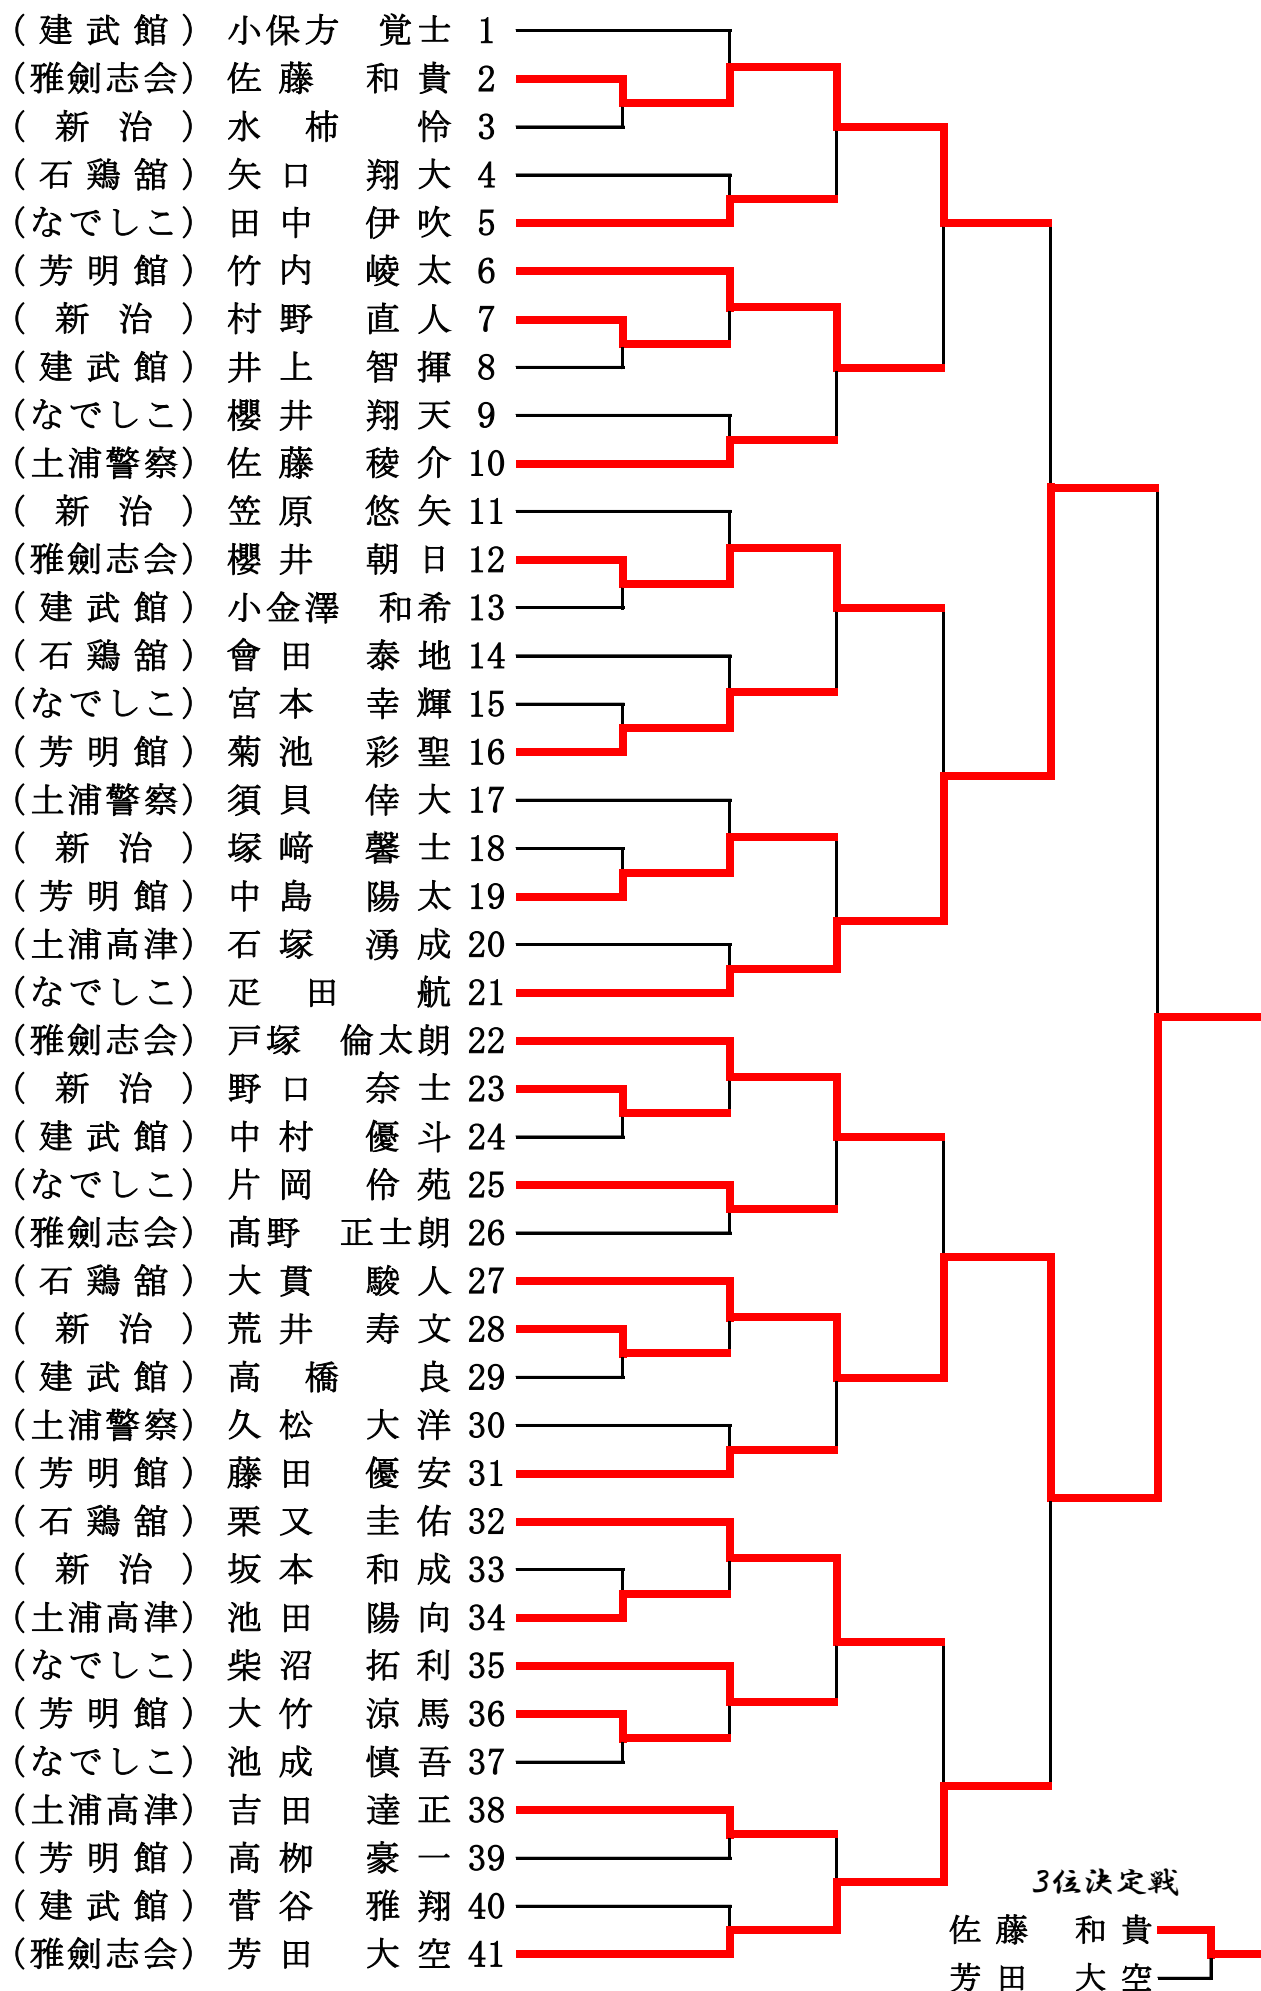 (建武館) 小保方 覚士 1
(雅劍志会) 佐藤 和貴 2
(新治) 水柿 怜 3
(石鶏舘) 矢口 翔大 4
(なでしこ) 田中 伊吹 5
(芳明館) 竹内 崚太 6
(新治) 村野 直人 7
(建武館) 井上 智揮 8
(なでしこ) 櫻井 翔天 9
(土浦警察) 佐藤 稜介 10
(新治) 笠原 悠矢 11
(雅劍志会) 櫻井 朝日 12
(建武館) 小金澤 和希 13
(石鶏舘) 會田 泰地 14
(なでしこ) 宮本 幸輝 15
(芳明館) 菊池 彩聖 16
(土浦警察) 須貝 倖大 17
(新治) 塚﨑 馨士 18
(芳明館) 中島 陽太 19
(土浦高津) 石塚 湧成 20
(なでしこ) 疋田 航 21
(雅劍志会) 戸塚 倫太朗 22
(新治) 野口 奈士 23
(建武館) 中村 優斗 24
(なでしこ) 片岡 伶苑 25
(雅劍志会) 髙野 正士朗 26
(石鶏舘) 大貫 駿人 27
(新治) 荒井 寿文 28
(建武館) 高橋 良 29
(土浦警察) 久松 大洋 30
(芳明館) 藤田 優安 31
(石鶏舘) 栗又 圭佑 32
(新治) 坂本 和成 33
(土浦高津) 池田 陽向 34
(なでしこ) 柴沼 拓利 35
(芳明館) 大竹 涼馬 36
(なでしこ) 池成 慎吾 37
(土浦高津) 吉田 達正 38
(芳明館) 高栁 豪一 39
(建武館) 菅谷 雅翔 40
(雅劍志会) 芳田 大空 41
3位決定戦
佐藤 和貴
芳田 大空